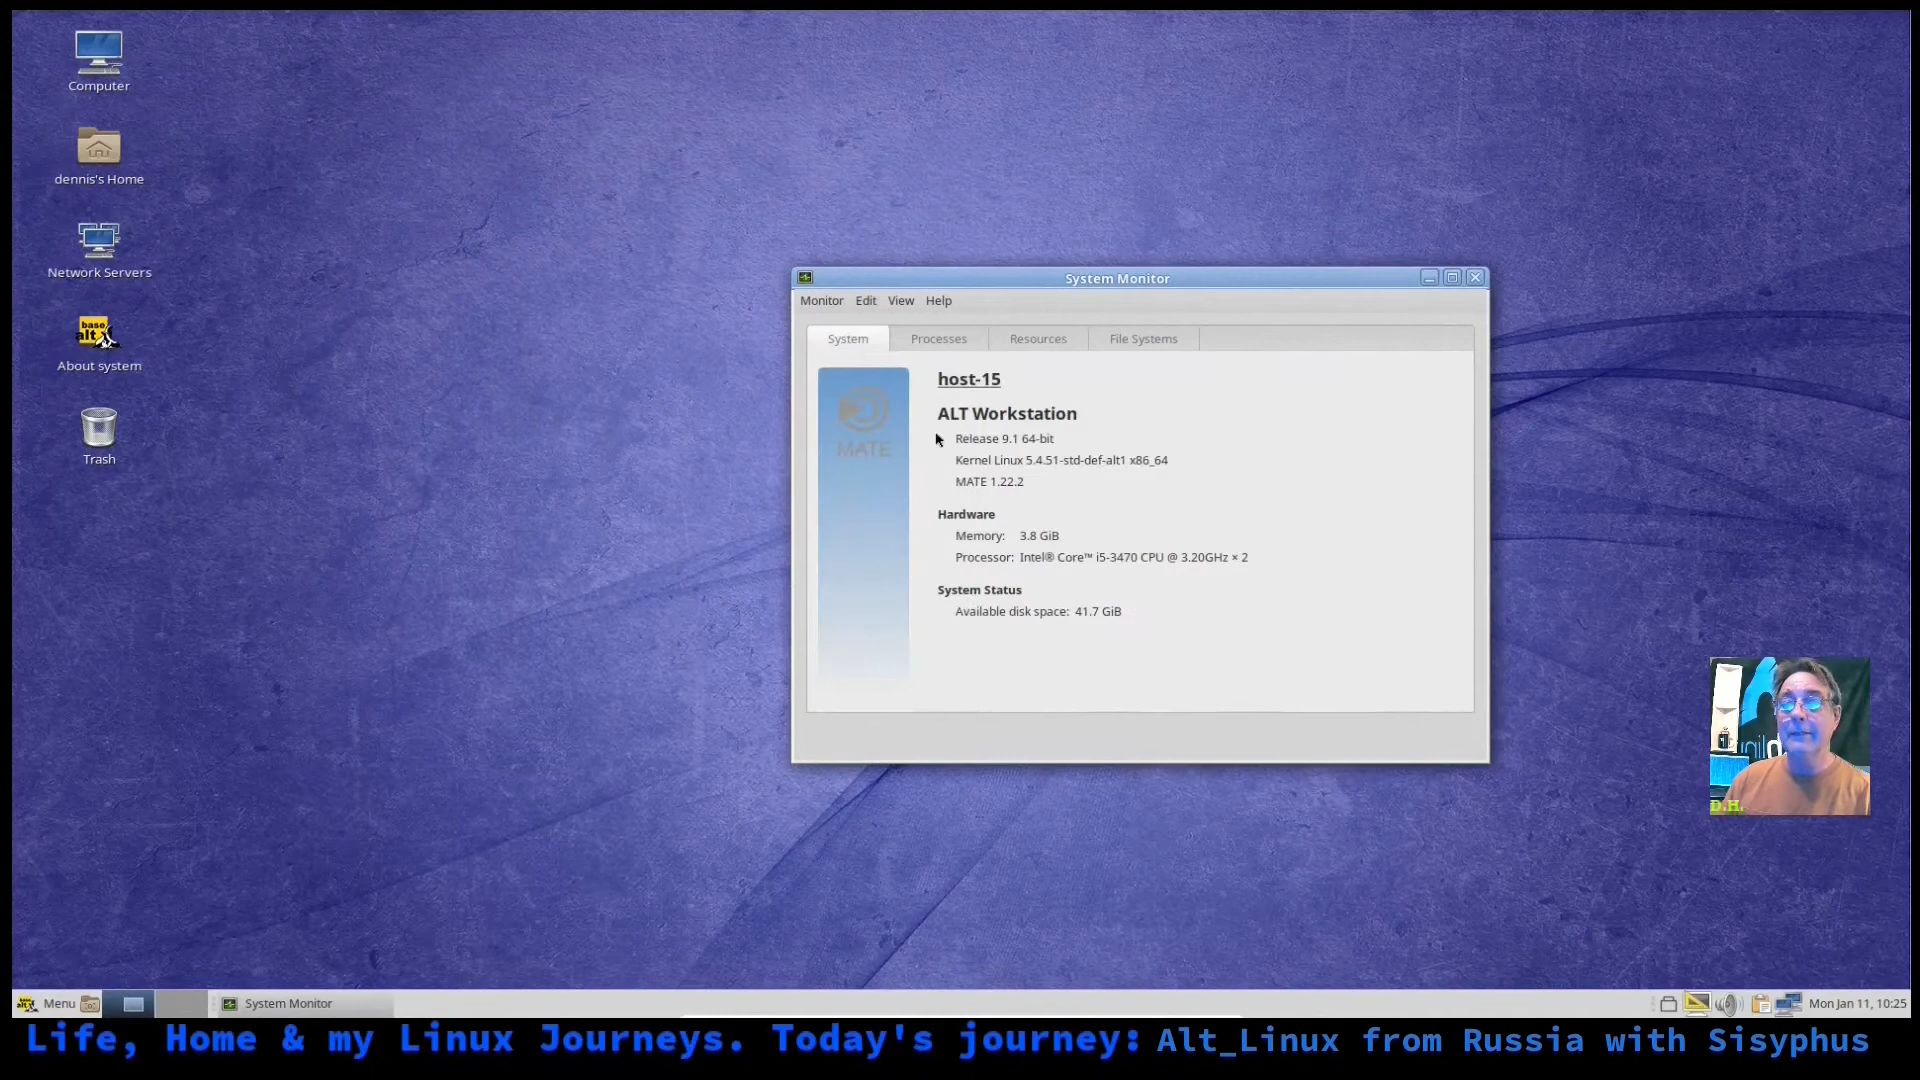 Computer
dennis's Home
Network Servers
base
alt
About system
Trash
System Monitor
Monitor Edit View Help
System Processes Resources File Systems
MATE
host-15
ALT Workstation
Release 9.1 64-bit
Kernel Linux 5.4.51-std-def-alt1 x86_64
MATE 1.22.2
Hardware
Memory: 3.8 GiB
Processor: Intel® Core™ i5-3470 CPU @ 3.20GHz × 2
System Status
Available disk space: 41.7 GiB
D.H.
Menu System Monitor Mon Jan 11, 10:25
Life, Home & my Linux Journeys. Today's journey: Alt_Linux from Russia with Sisyphus